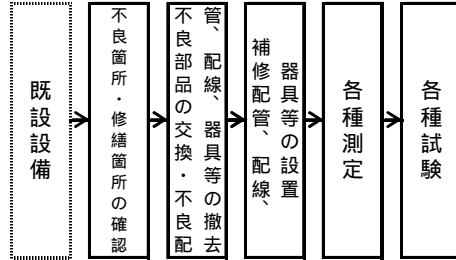 既設設備
不良箇所・修繕箇所の確認
不良部品の交換・不良配
管、配線、器具等の撤去
補修配管、配線、
器具等の設置
各種測定
各種試験